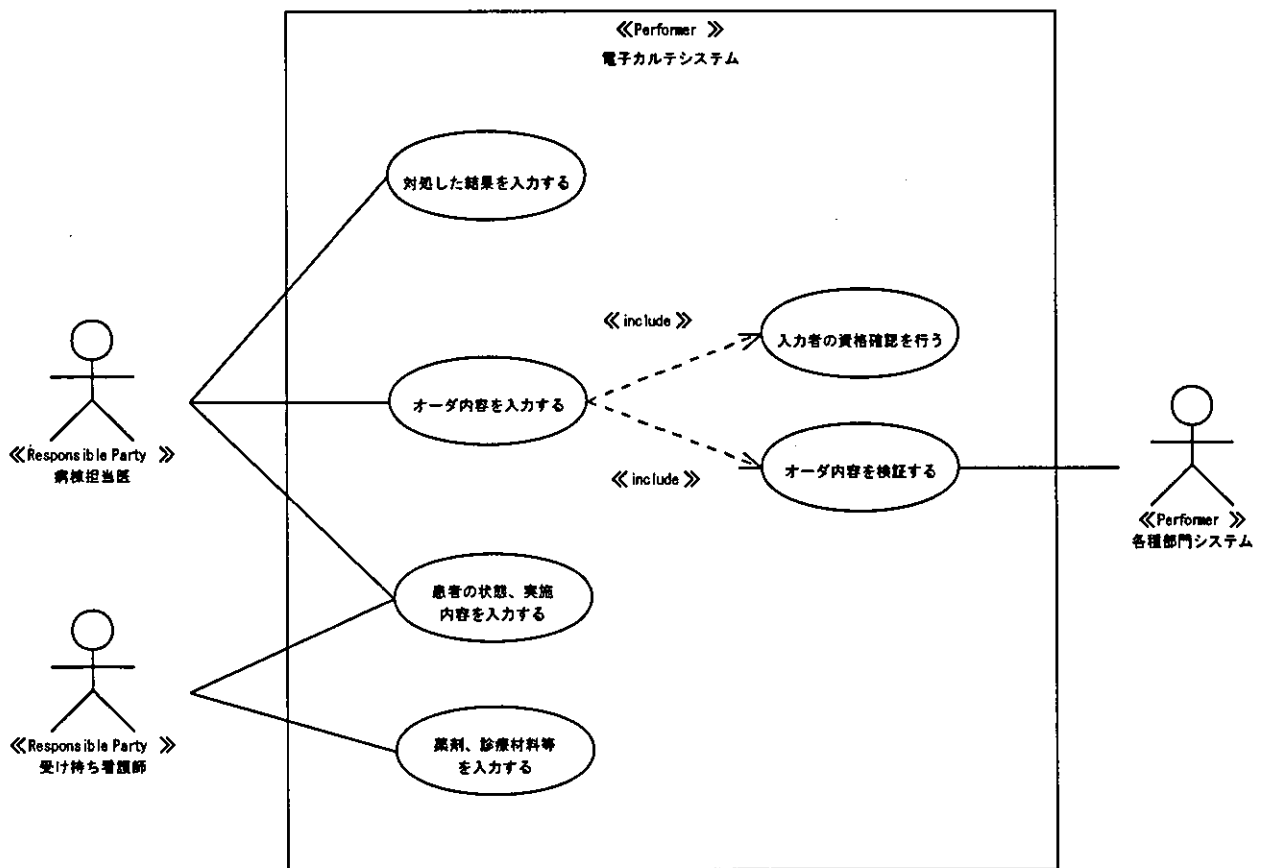 ≪Performer ≫
電子カルテシステム
対処した結果を入力する
≪include ≫
入力者の資格確認を行う
オーダ内容を入力する
≪Responsible Party ≫
病棟担当医
≪include ≫
オーダ内容を検証する
≪Performer ≫
各種部門システム
患者の状態、実施
内容を入力する
≪Responsible Party ≫
受け持ち看護師
薬剤、診療材料等
を入力する